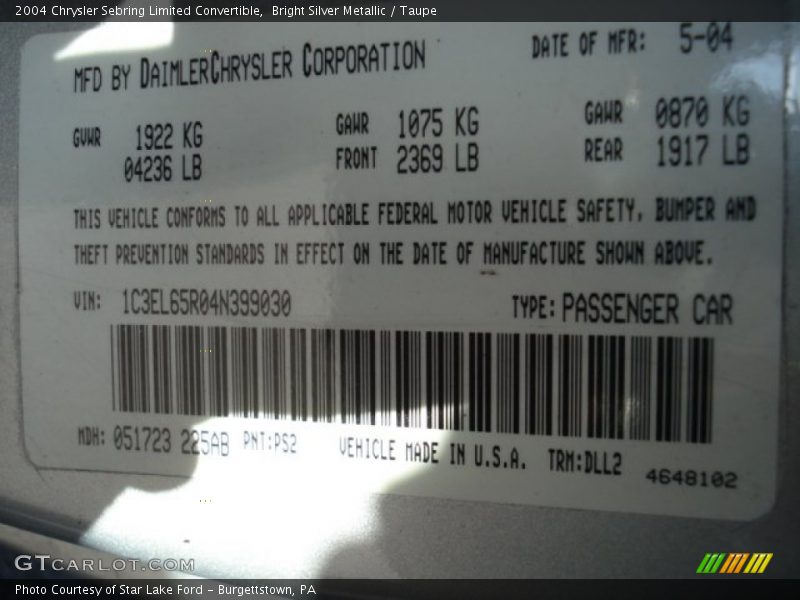 2004 Chrysler Sebring Limited Convertible,  Bright Silver Metallic / Taupe
MFD BY DAIMLERCHRYSLER CORPORATION
DATE OF MFR: 5-04
GVWR 1922 KG
04236 LB
GAWR 1075 KG
FRONT 2369 LB
GAWR 0870 KG
REAR 1917 LB
THIS VEHICLE CONFORMS TO ALL APPLICABLE FEDERAL MOTOR VEHICLE SAFETY, BUMPER AND
THEFT PREVENTION STANDARDS IN EFFECT ON THE DATE OF MANUFACTURE SHOWN ABOVE.
VIN: 1C3EL65R04N399030
TYPE: PASSENGER CAR
MDH: 051723 225AB PNT:PS2 VEHICLE MADE IN U.S.A. TRM:DLL2
4648102
GTCARLOT.COM
Photo Courtesy of Star Lake Ford - Burgettstown, PA